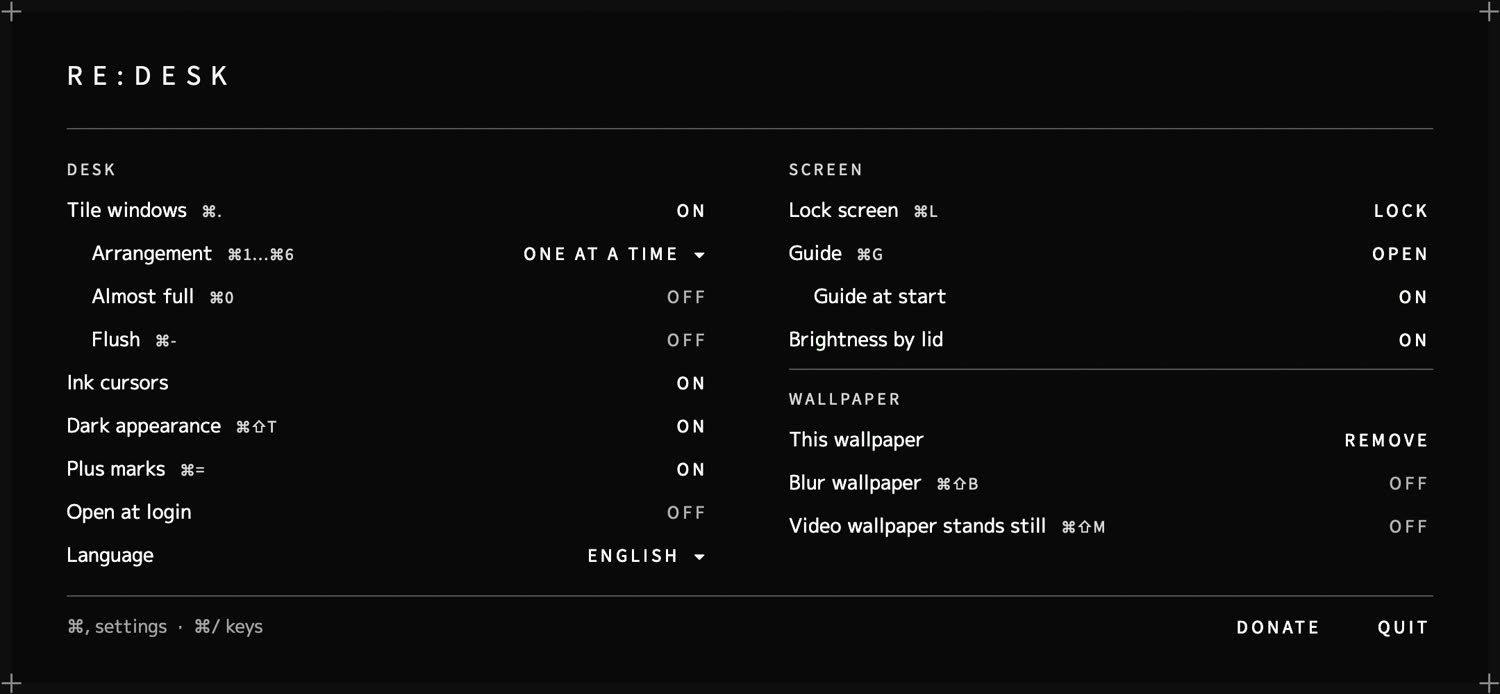 RE:DESK
DESK
Tile windows ⌘. ON
Arrangement ⌘1...⌘6 ONE AT A TIME
Almost full ⌘0 OFF
Flush ⌘- OFF
Ink cursors ON
Dark appearance ⌘⇧T ON
Plus marks ⌘= ON
Open at login OFF
Language ENGLISH
SCREEN
Lock screen ⌘L LOCK
Guide ⌘G OPEN
Guide at start ON
Brightness by lid ON
WALLPAPER
This wallpaper REMOVE
Blur wallpaper ⌘⇧B OFF
Video wallpaper stands still ⌘⇧M OFF
⌘, settings · ⌘/ keys
DONATE QUIT